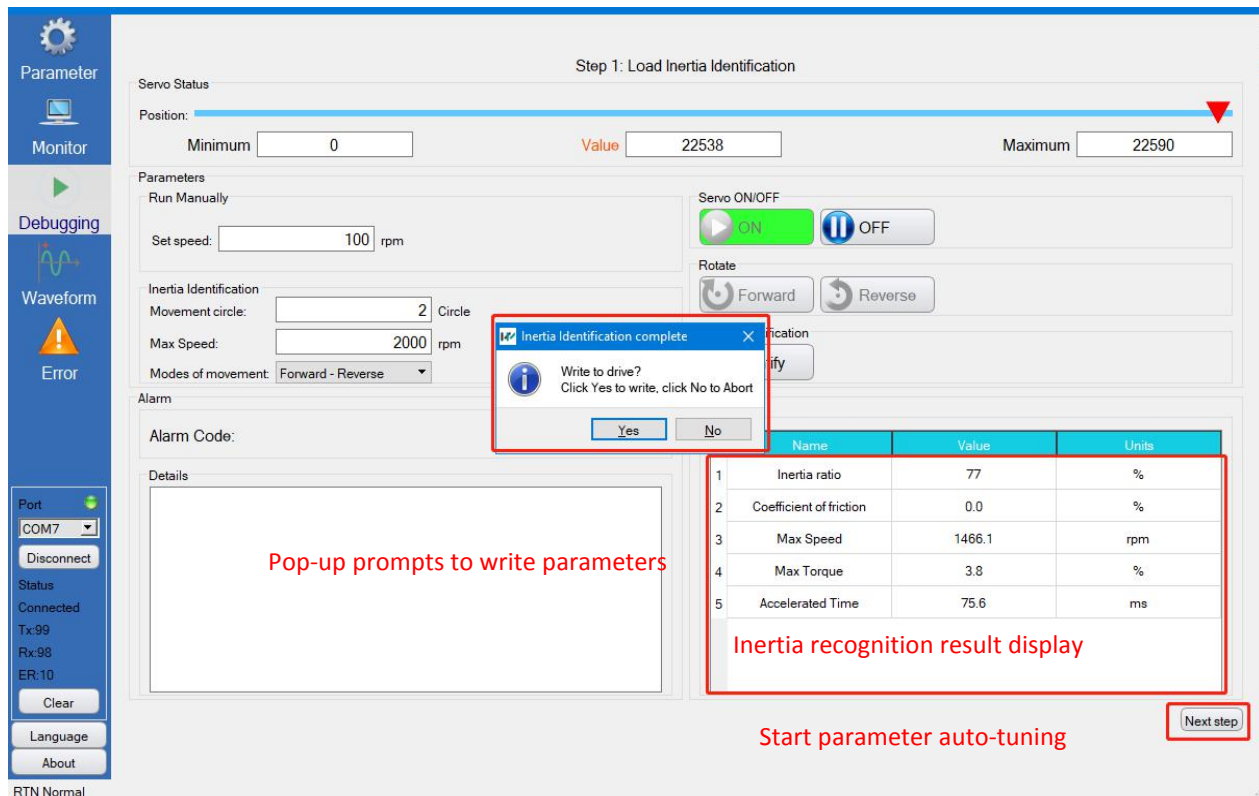 Parameter
Monitor
Debugging
Waveform
Error
Port
COM7
Disconnect
Status
Connected
Tx:99
Rx:98
ER:10
Clear
Language
About
RTN Normal
Step 1: Load Inertia Identification
Servo Status
Position:
Minimum 0 Value 22538 Maximum 22590
Parameters
Run Manually
Set speed: 100 rpm
Inertia Identification
Movement circle: 2 Circle
Max Speed: 2000 rpm
Modes of movement: Forward - Reverse
Servo ON/OFF
ON OFF
Rotate
Forward Reverse
Inertia Identification complete
Write to drive?
Click Yes to write, click No to Abort
Yes No
Alarm
Alarm Code:
Details
Pop-up prompts to write parameters
Name Value Units
1 Inertia ratio 77 %
2 Coefficient of friction 0.0 %
3 Max Speed 1466.1 rpm
4 Max Torque 3.8 %
5 Accelerated Time 75.6 ms
Inertia recognition result display
Next step
Start parameter auto-tuning